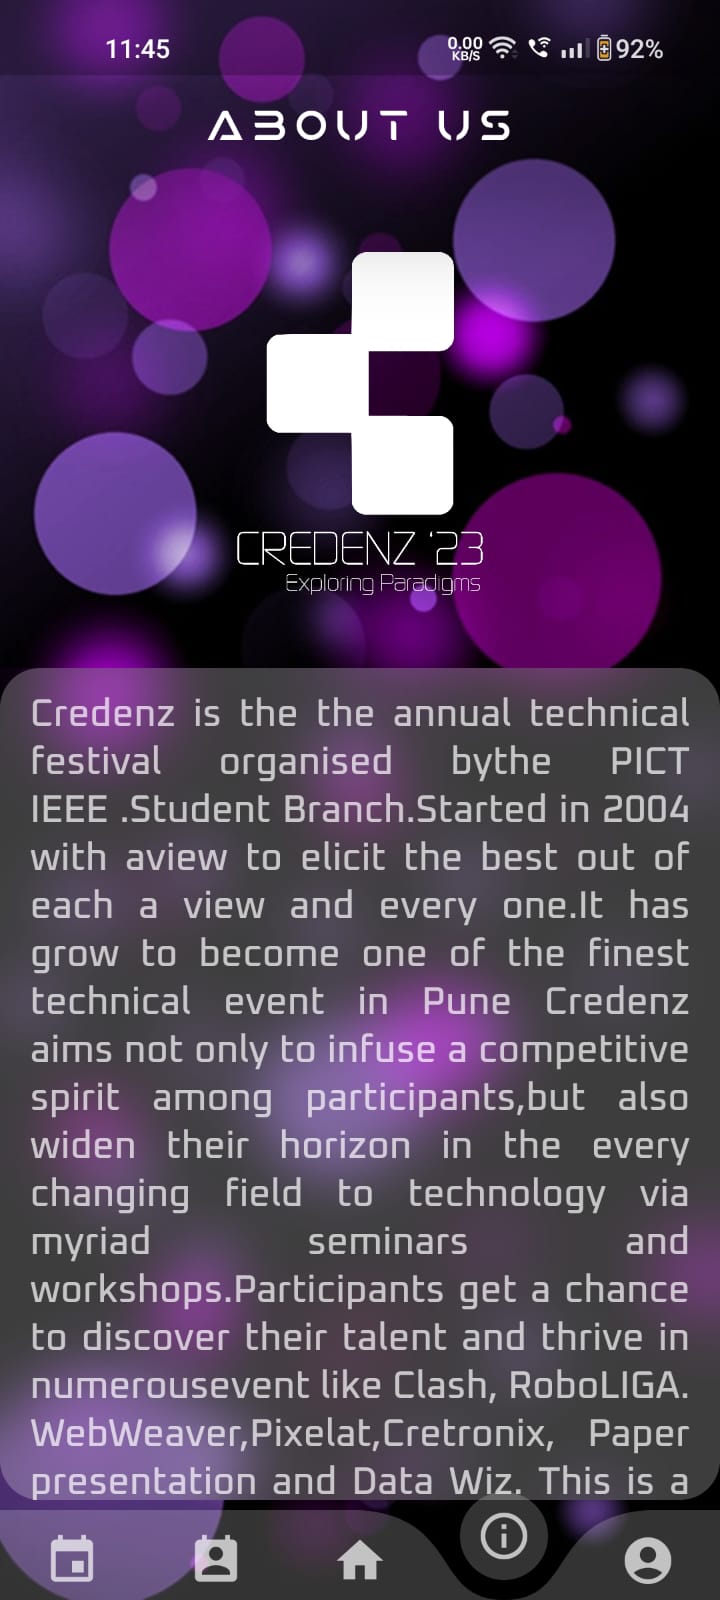 11:45
0.00
KB/S
92%
ABOUT US
CREDENZ '23
Exploring Paradigms
Credenz is the the annual technical
festival organised bythe PICT
IEEE .Student Branch.Started in 2004
with aview to elicit the best out of
each a view and every one.It has
grow to become one of the finest
technical event in Pune Credenz
aims not only to infuse a competitive
spirit among participants,but also
widen their horizon in the every
changing field to technology via
myriad seminars and
workshops.Participants get a chance
to discover their talent and thrive in
numerousevent like Clash, RoboLIGA.
WebWeaver,Pixelat,Cretronix, Paper
presentation and Data Wiz. This is a